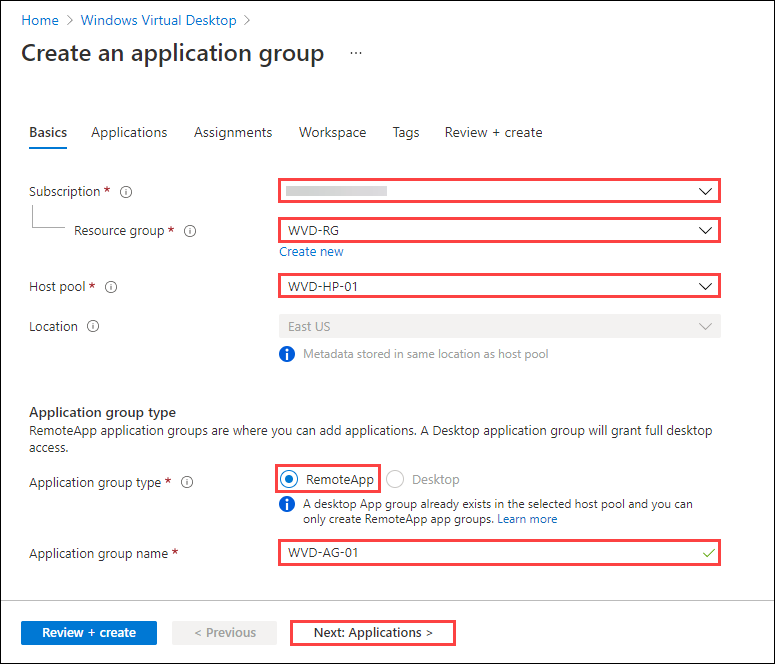 Home > Windows Virtual Desktop >
Create an application group ...
Basics Applications Assignments Workspace Tags Review + create
Subscription *
Resource group * WVD-RG
Create new
Host pool * WVD-HP-01
Location East US
Metadata stored in same location as host pool
Application group type
RemoteApp application groups are where you can add applications. A Desktop application group will grant full desktop
access.
Application group type * RemoteApp Desktop
A desktop App group already exists in the selected host pool and you can
only create RemoteApp app groups. Learn more
Application group name * WVD-AG-01
Review + create < Previous Next: Applications >